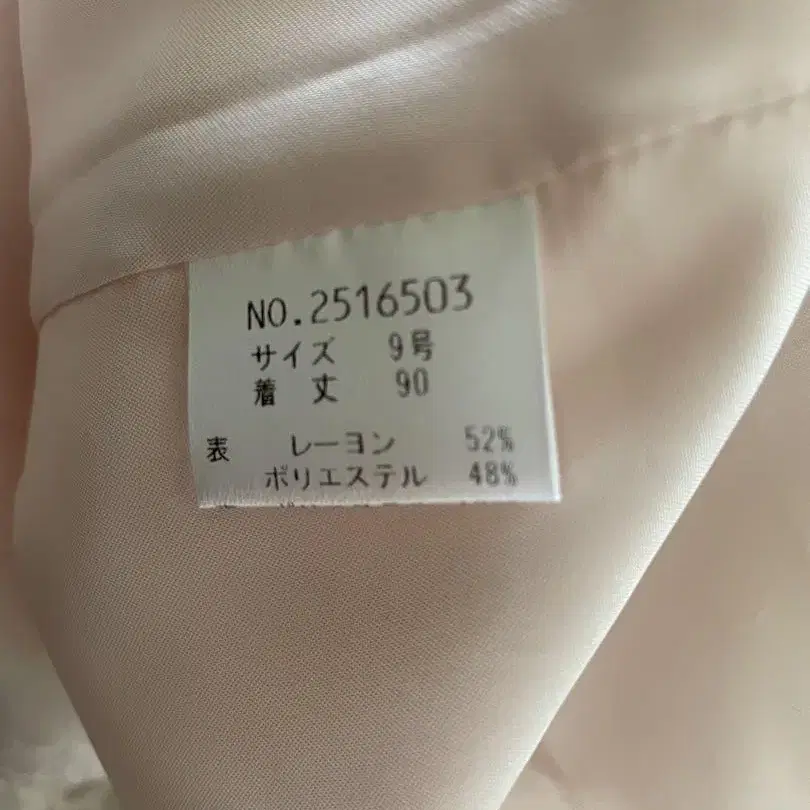 NO.2516503
サイズ 9号
着丈 90
表 レーヨン 52%
ポリエステル 48%